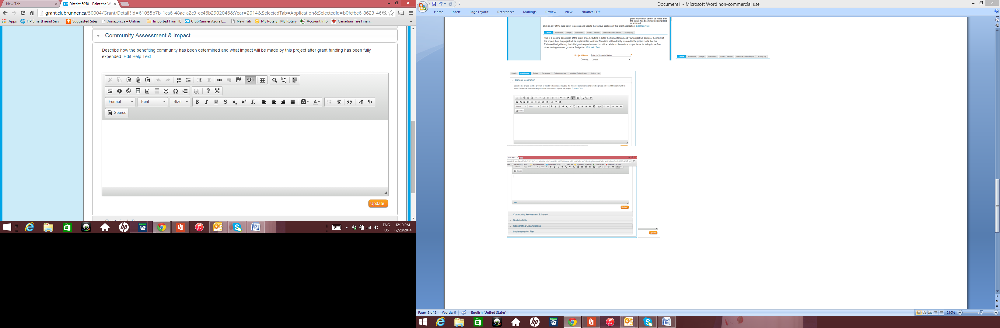 New Tab
District 5050 - Paint the W
grant.clubrunner.ca/50004/Grant/Detail?Id=61055b7b-1ca6-48ac-a2c3-ec46b2902046&Year=2014&SelectedTab=Application&SelectedId=b0fcfbe6-8623-4
Apps HP SmartFriend Serv... Suggested Sites Amazon.ca – Online... Imported From IE ClubRunner Azure L... New Tab My Rotary | My Rotary Account Info Canadian Tire Finan... »
Community Assessment & Impact
Describe how the benefiting community has been determined and what impact will be made by this project after grant funding has been fully
expended. Edit Help Text
Format Font Size
Source
Update
Sustainability
ENG 12:19 PM
US 12/28/2014
Document1 - Microsoft Word non-commercial use
Home Insert Page Layout References Mailings Review View Nuance PDF
grant information cannot be made after
the status has been marked completed
or archived
Click on any of the tabs below to access and update the various sections of this Grant application. Edit Help Text
Details Application Budget Documents Project Overview Individual Project Report Activity Log
This is a General description of the Grant project. Outline in detail the humanitarian need your project will address, the intent of
the project, how the project will be implemented, and how Rotarians will be directly involved in the project. Note that the
Estimated budget is only the initial grant request amount: to outline details on the various budget items, including those from
other funding sources, go to the Budget tab. Edit Help Text
Project Name: Paint the Women's Shelter *
Country: Canada
Details Application Budget Documents Project Overview Individual Project Report Activity Log
Details Application Budget Documents Project Overview Individual Project Report Activity Log
General Description
Describe the project and the problem or need it will address, including the intended beneficiaries and how the project will benefit the community in
need. Provide the estimated length of time needed to complete the project. Edit Help Text
Format Font Size
Source
Paint the
0004/Grant/Detail?Id=61055b7b-1ca6-48ac-a2c3-ec46b2902046&Year=2014&SelectedTab=Application&SelectedId=b0fcfbe6-8623-4
Amazon.ca – Online... Imported From IE ClubRunner Azure L... New Tab My Rotary | My Rotary Account Info Canadian Tire Finan...
Source
Update
Community Assessment & Impact
Sustainability
Cooperating Organizations
Implementation Plan
Update
Page: 2 of 2 Words: 0 English (United States) 210%